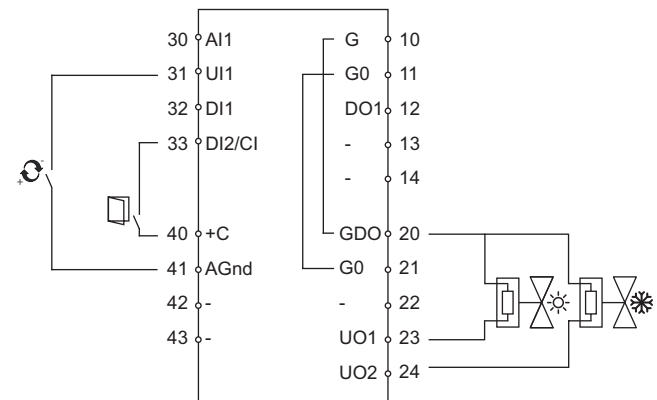 30 AI1 G 10
31 UI1 G0 11
32 DI1 DO1 12
33 DI2/CI - 13
- 14
40 +C GDO 20
41 AGnd G0 21
42 - - 22
43 - UO1 23
UO2 24
- +